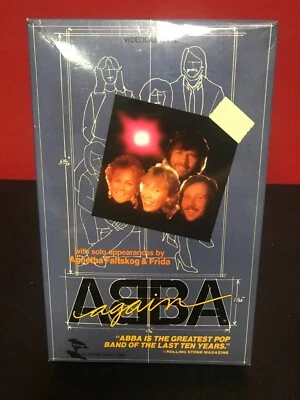 with solo appearances by
Agnetha Faltskog & Frida
ABBA
again
"ABBA IS THE GREATEST POP
BAND OF THE LAST TEN YEARS."
—ROLLING STONE MAGAZINE